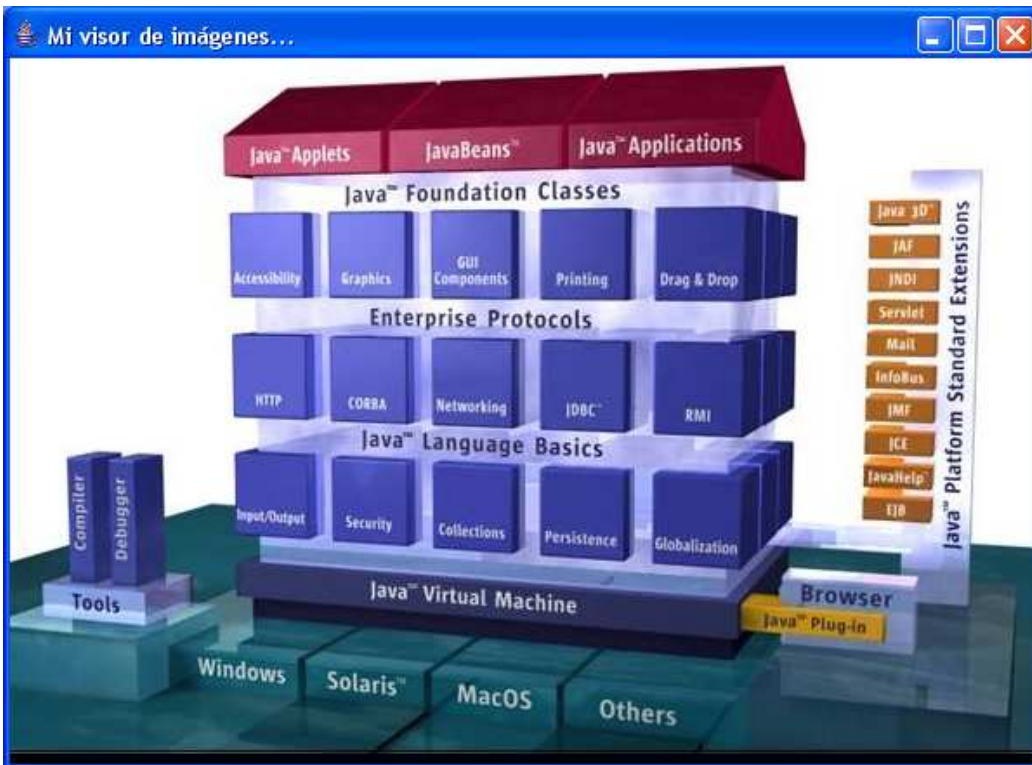 Mi visor de imágenes...
Java™ Applets
JavaBeans™
Java™ Applications
Java™ Foundation Classes
Accessibility
Graphics
GUI
Components
Printing
Drag & Drop
Enterprise Protocols
HTTP
CORBA
Networking
JDBC™
RMI
Java™ Language Basics
Input/Output
Security
Collections
Persistence
Globalization
Java™ Virtual Machine
Compiler
Debugger
Tools
Java 3D™
JAF
JNDI
Servlet
Mail
InfoBus
JMF
JCE
JavaHelp™
EJB
Java™ Platform Standard Extensions
Browser
Java™ Plug-in
Windows
Solaris™
MacOS
Others